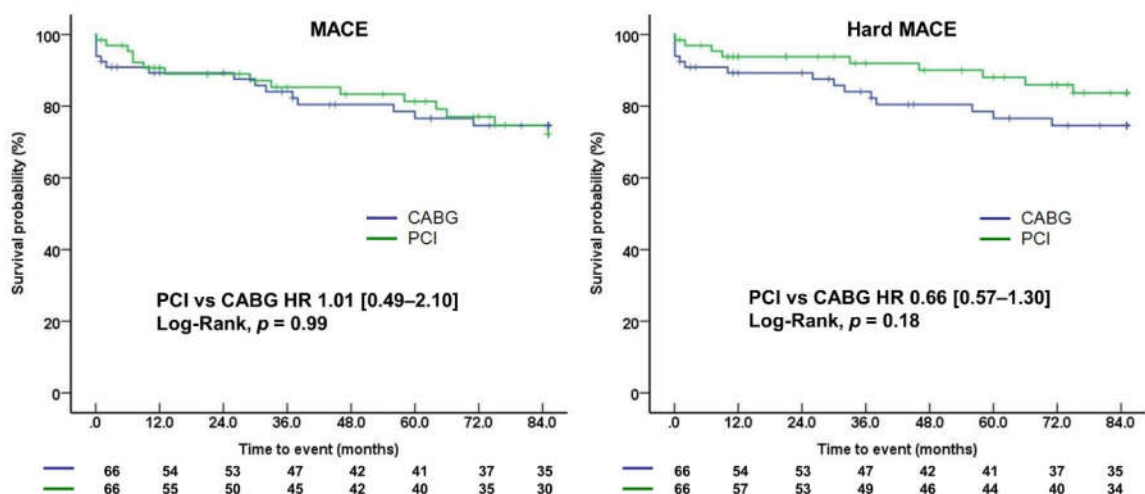 MACE
Survival probability (%)
100
80
60
40
20
0
CABG
PCI
PCI vs CABG HR 1.01 [0.49–2.10]
Log-Rank, p = 0.99
.0 12.0 24.0 36.0 48.0 60.0 72.0 84.0
Time to event (months)
66 54 53 47 42 41 37 35
66 55 50 45 42 40 35 30
Hard MACE
Survival probability (%)
100
80
60
40
20
0
CABG
PCI
PCI vs CABG HR 0.66 [0.57–1.30]
Log-Rank, p = 0.18
.0 12.0 24.0 36.0 48.0 60.0 72.0 84.0
Time to event (months)
66 54 53 47 42 41 37 35
66 57 53 49 46 44 40 34